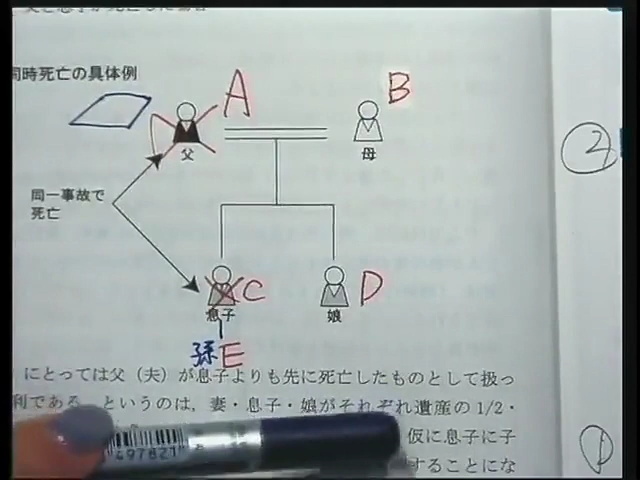 同時死亡の具体例
A
B
父
母
②
同一事故で
死亡
C
D
息子
娘
孫E
にとっては父（夫）が息子よりも先に死亡したものとして扱っ
利である。というのは，妻・息子・娘がそれぞれ遺産の1/2・
仮に息子に子
することにな
497821
①